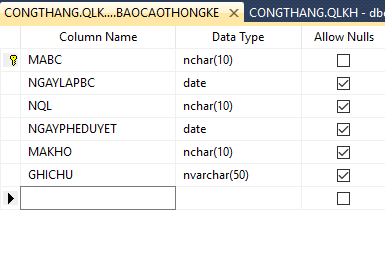 CONGTHANG.QLK....BAOCAOTHONGKE × CONGTHANG.QLKH - dbo
Column Name Data Type Allow Nulls
MABC nchar(10)
NGAYLAPBC date
NQL nchar(10)
NGAYPHEDUYET date
MAKHO nchar(10)
GHICHU nvarchar(50)